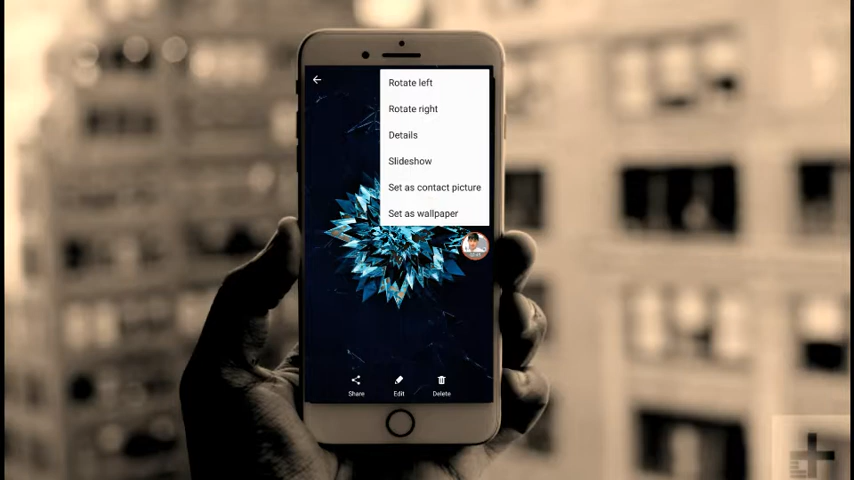 Rotate left
Rotate right
Details
Slideshow
Set as contact picture
Set as wallpaper
Share
Edit
Delete